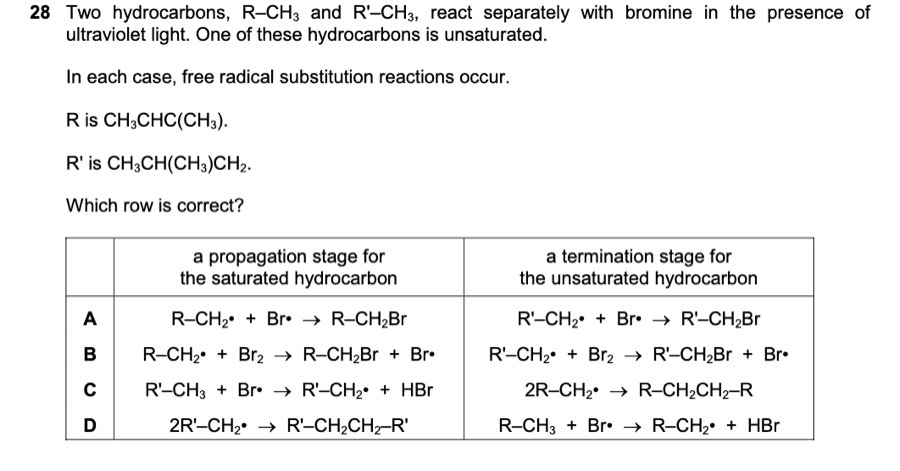 28 Two hydrocarbons, R–CH₃ and R'–CH₃, react separately with bromine in the presence of
ultraviolet light. One of these hydrocarbons is unsaturated.
In each case, free radical substitution reactions occur.
R is CH₃CHC(CH₃).
R' is CH₃CH(CH₃)CH₂.
Which row is correct?
a propagation stage for the saturated hydrocarbon | a termination stage for the unsaturated hydrocarbon
A R–CH₂• + Br• → R–CH₂Br R'–CH₂• + Br• → R'–CH₂Br
B R–CH₂• + Br₂ → R–CH₂Br + Br• R'–CH₂• + Br₂ → R'–CH₂Br + Br•
C R'–CH₃ + Br• → R'–CH₂• + HBr 2R–CH₂• → R–CH₂CH₂–R
D 2R'–CH₂• → R'–CH₂CH₂–R' R–CH₃ + Br• → R–CH₂• + HBr